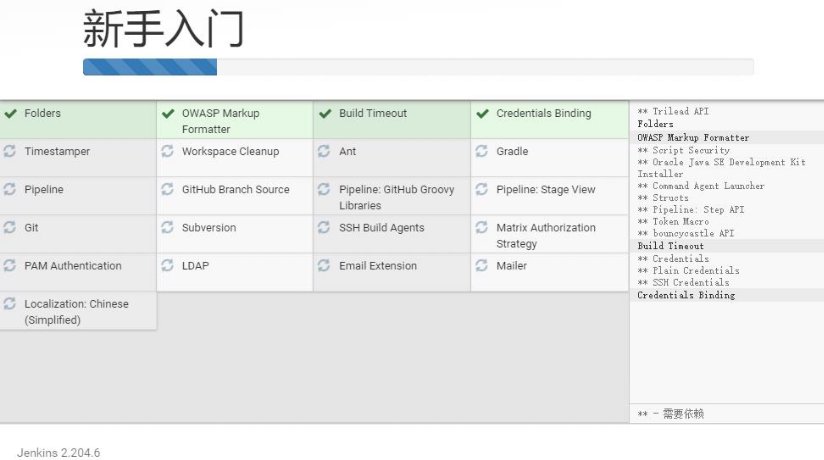 新手入门
Folders
OWASP Markup
Formatter
Build Timeout
Credentials Binding
Timestamper
Workspace Cleanup
Ant
Gradle
Pipeline
GitHub Branch Source
Pipeline: GitHub Groovy
Libraries
Pipeline: Stage View
Git
Subversion
SSH Build Agents
Matrix Authorization
Strategy
PAM Authentication
LDAP
Email Extension
Mailer
Localization: Chinese
(Simplified)
** Trilead API
Folders
OWASP Markup Formatter
** Script Security
** Oracle Java SE Development Kit
Installer
** Command Agent Launcher
** Structs
** Pipeline: Step API
** Token Macro
** bouncycastle API
Build Timeout
** Credentials
** Plain Credentials
** SSH Credentials
Credentials Binding
** - 需要依赖
Jenkins 2.204.6